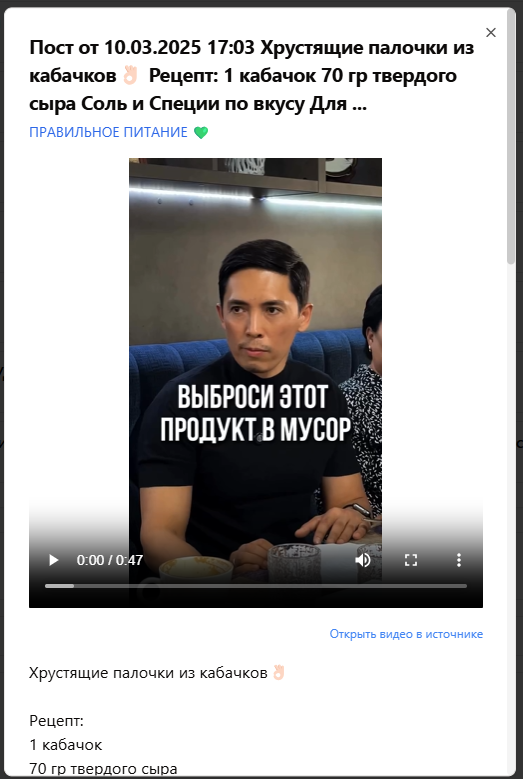 Пост от 10.03.2025 17:03 Хрустящие палочки из
кабачков👌🏻 Рецепт: 1 кабачок 70 гр твердого
сыра Соль и Специи по вкусу Для ...
ПРАВИЛЬНОЕ ПИТАНИЕ 💚
ВЫБРОСИ ЭТОТ
ПРОДУКТ В МУСОР
0:00 / 0:47
Открыть видео в источнике
Хрустящие палочки из кабачков👌🏻
Рецепт:
1 кабачок
70 гр твердого сыра